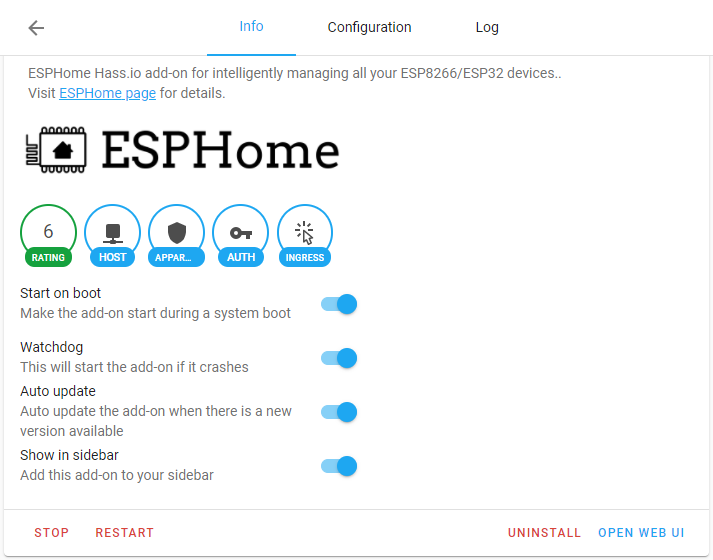 Info Configuration Log
ESPHome Hass.io add-on for intelligently managing all your ESP8266/ESP32 devices..
Visit ESPHome page for details.
ESPHome
6
RATING HOST APPAR... AUTH INGRESS
Start on boot
Make the add-on start during a system boot
Watchdog
This will start the add-on if it crashes
Auto update
Auto update the add-on when there is a new
version available
Show in sidebar
Add this add-on to your sidebar
STOP RESTART UNINSTALL OPEN WEB UI